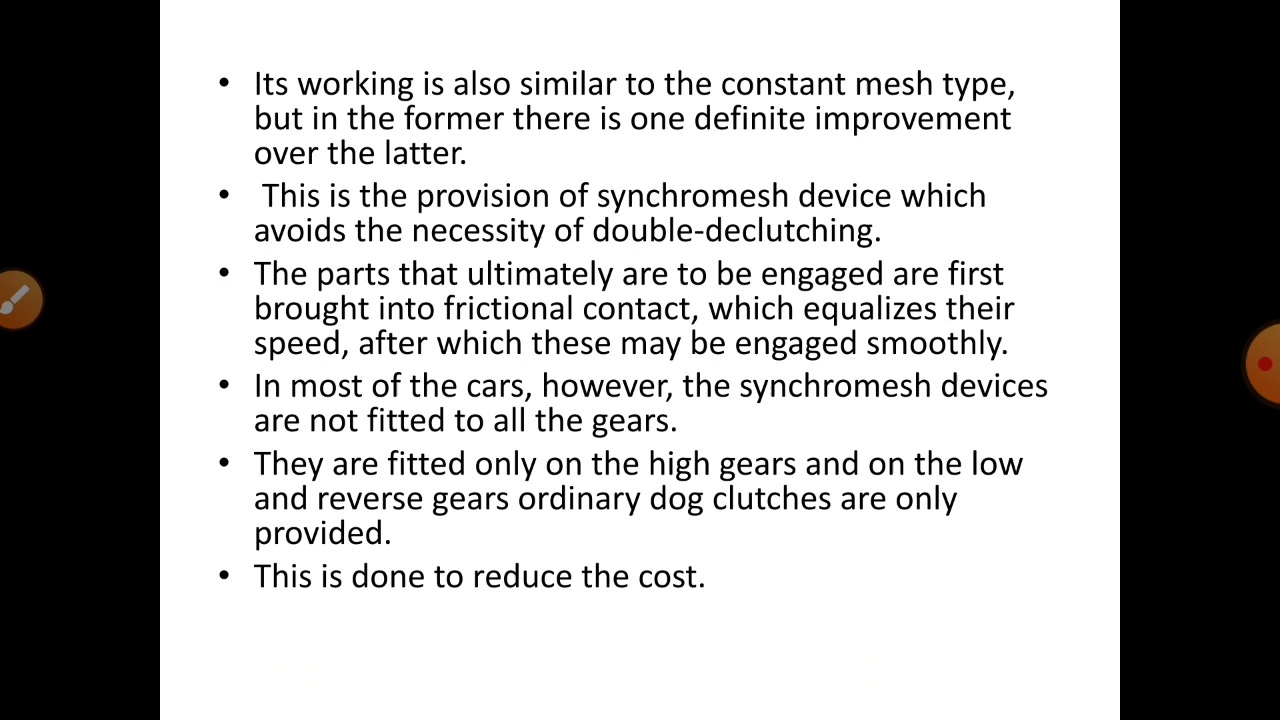 • Its working is also similar to the constant mesh type,
but in the former there is one definite improvement
over the latter.
• This is the provision of synchromesh device which
avoids the necessity of double-declutching.
• The parts that ultimately are to be engaged are first
brought into frictional contact, which equalizes their
speed, after which these may be engaged smoothly.
• In most of the cars, however, the synchromesh devices
are not fitted to all the gears.
• They are fitted only on the high gears and on the low
and reverse gears ordinary dog clutches are only
provided.
• This is done to reduce the cost.